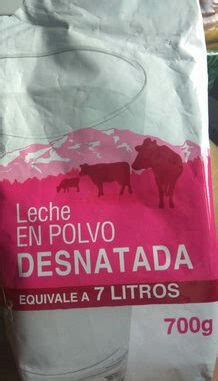 Leche
EN POLVO
DESNATADA
EQUIVALE A 7 LITROS
700g